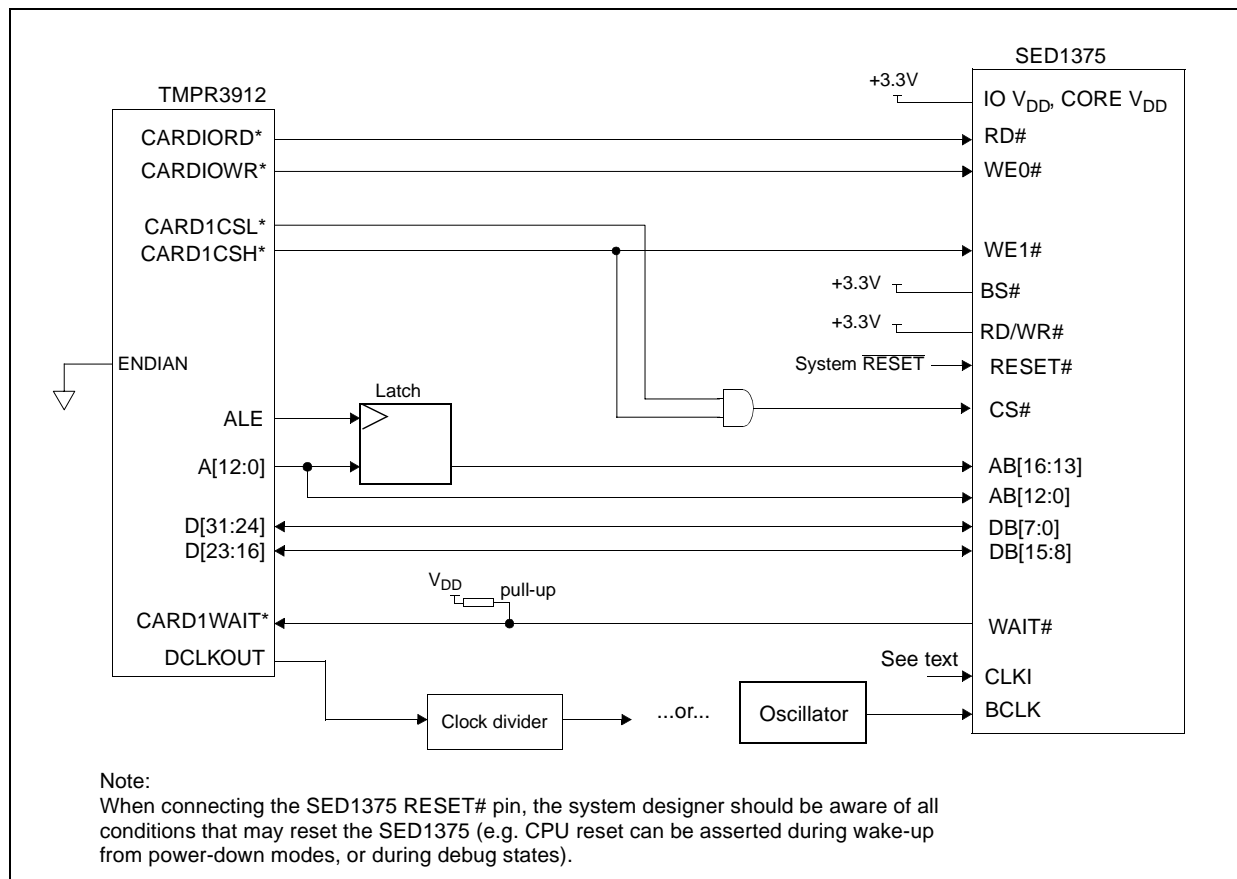 SED1375
+3.3V
IO VDD, CORE VDD
TMPR3912
CARDIORD*
RD#
CARDIOWR*
WE0#
CARD1CSL*
CARD1CSH*
WE1#
+3.3V
BS#
+3.3V
RD/WR#
ENDIAN
System RESET
RESET#
Latch
CS#
ALE
A[12:0]
AB[16:13]
AB[12:0]
D[31:24]
DB[7:0]
D[23:16]
DB[15:8]
VDD
pull-up
CARD1WAIT*
WAIT#
DCLKOUT
See text
CLKI
Clock divider
...or...
Oscillator
BCLK
Note:
When connecting the SED1375 RESET# pin, the system designer should be aware of all
conditions that may reset the SED1375 (e.g. CPU reset can be asserted during wake-up
from power-down modes, or during debug states).